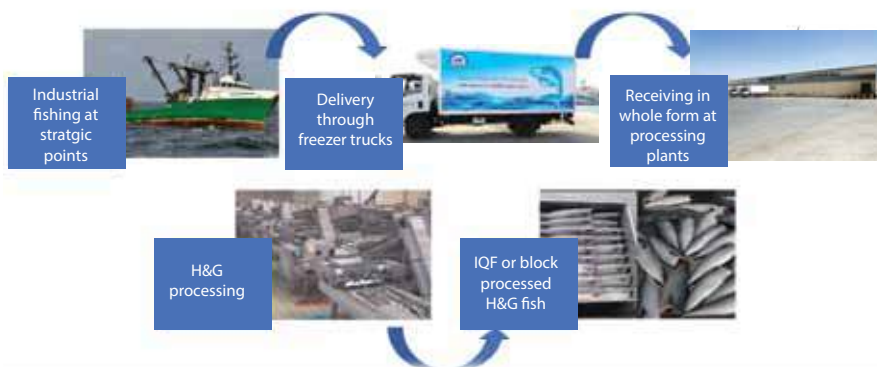 Industrial
fishing at
stratgic
points
Delivery
through
freezer trucks
Receiving in
whole form at
processing
plants
H&G
processing
IQF or block
processed
H&G fish